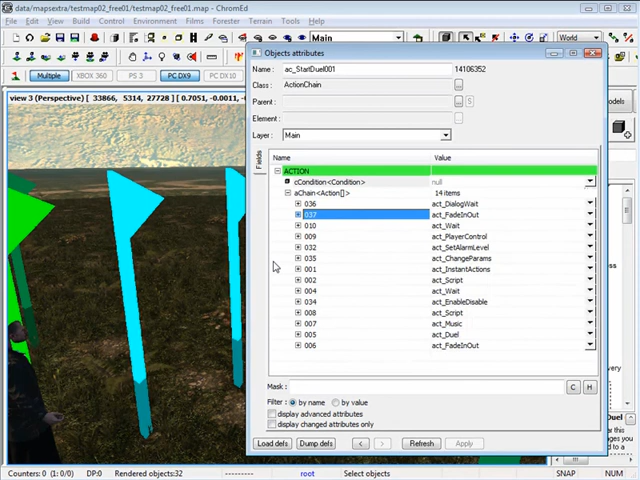 data/mapsextra/testmap02_free01/testmap02_free01.map - ChromEd
File View Build Control Environment Films Forester Terrain Tools Help
Main World
Multiple XBOX 360 PS 3 PC DX9 PC DX10
view 3 (Perspective) [ 33866, 5314, 27728 ] [ 0.7051, -0.0011, -0
Objects attributes
Name : ac_StartDuel001 14106352
Class : ActionChain ...
Parent : ... S
Element : ...
Layer : Main
Fields
Name Value
ACTION
cCondition<Condition> null
aChain<Action[]> 14 items
036 act_DialogWait
037 act_FadeInOut
010 act_Wait
009 act_PlayerControl
032 act_SetAlarmLevel
035 act_ChangeParams
001 act_InstantActions
002 act_Script
004 act_Wait
034 act_EnableDisable
008 act_Script
007 act_Music
005 act_Duel
006 act_FadeInOut
Mask : C H
Filter : by name by value
display advanced attributes
display changed attributes only
Load defs Dump defs < > Refresh Apply
Counters: 0 (1:0/0) DP:0 Rendered objects:32 --------- root Select objects SNAP NUM